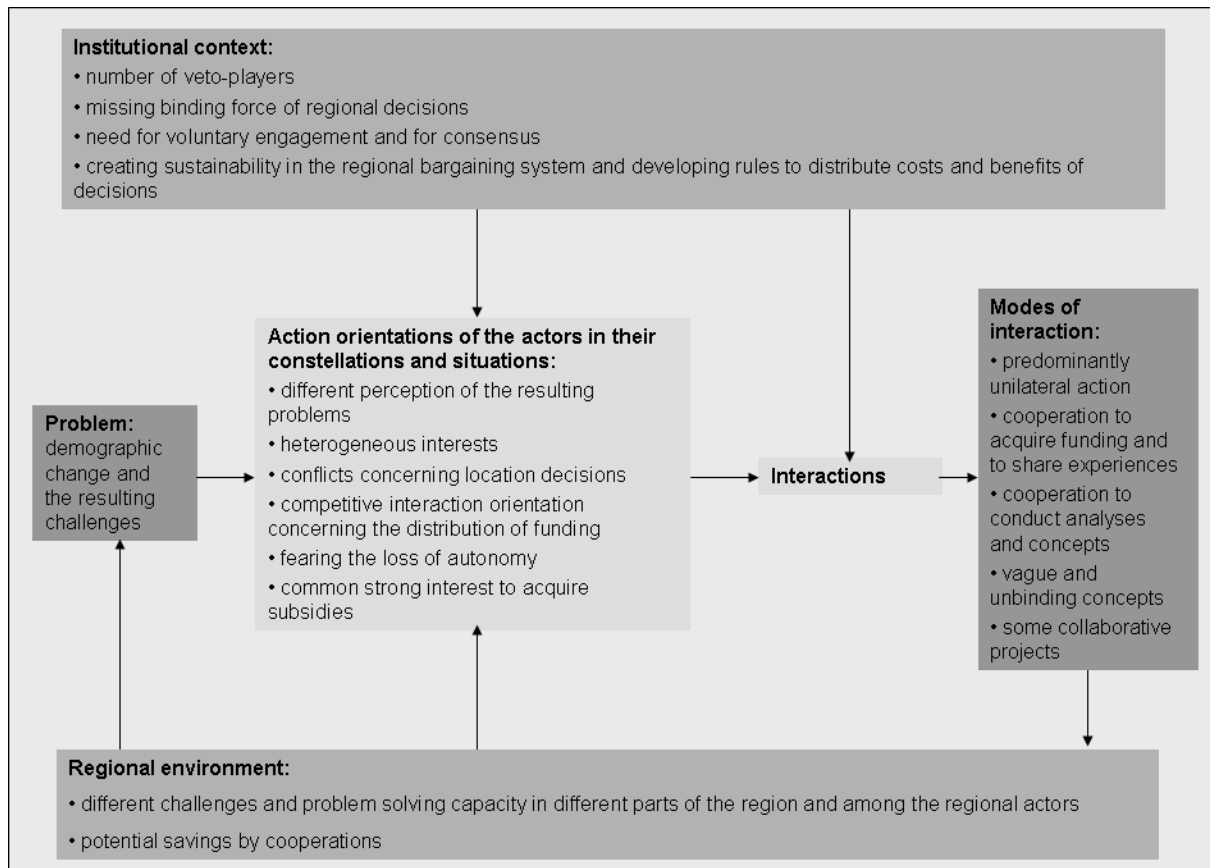 Institutional context:
• number of veto-players
• missing binding force of regional decisions
• need for voluntary engagement and for consensus
• creating sustainability in the regional bargaining system and developing rules to distribute costs and benefits of
decisions
Action orientations of the actors in their
constellations and situations:
• different perception of the resulting
problems
• heterogeneous interests
• conflicts concerning location decisions
• competitive interaction orientation
concerning the distribution of funding
• fearing the loss of autonomy
• common strong interest to acquire
subsidies
Problem:
demographic
change and
the resulting
challenges
Interactions
Modes of
interaction:
• predominantly
unilateral action
• cooperation to
acquire funding and
to share experiences
• cooperation to
conduct analyses
and concepts
• vague and
unbinding concepts
• some collaborative
projects
Regional environment:
• different challenges and problem solving capacity in different parts of the region and among the regional actors
• potential savings by cooperations